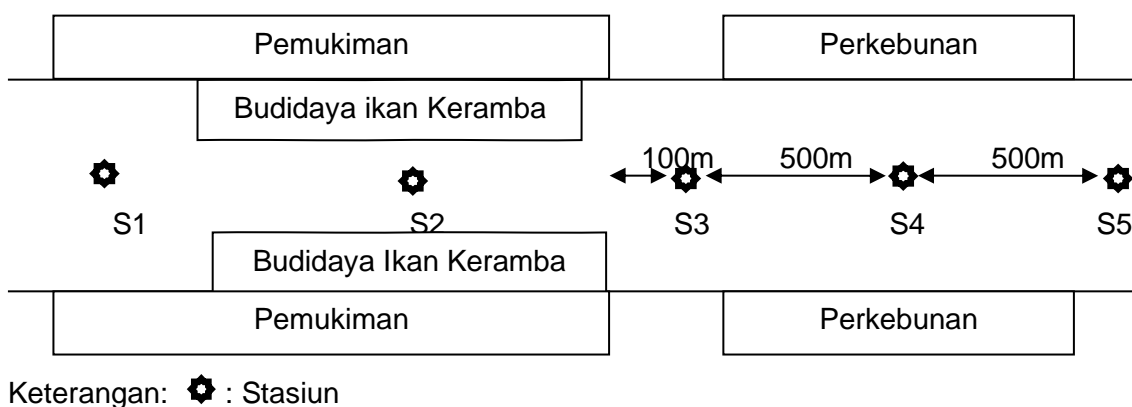 Pemukiman Perkebunan
Budidaya ikan Keramba
100m 500m 500m
S1 S2 S3 S4 S5
Budidaya Ikan Keramba
Pemukiman Perkebunan
Keterangan: : Stasiun